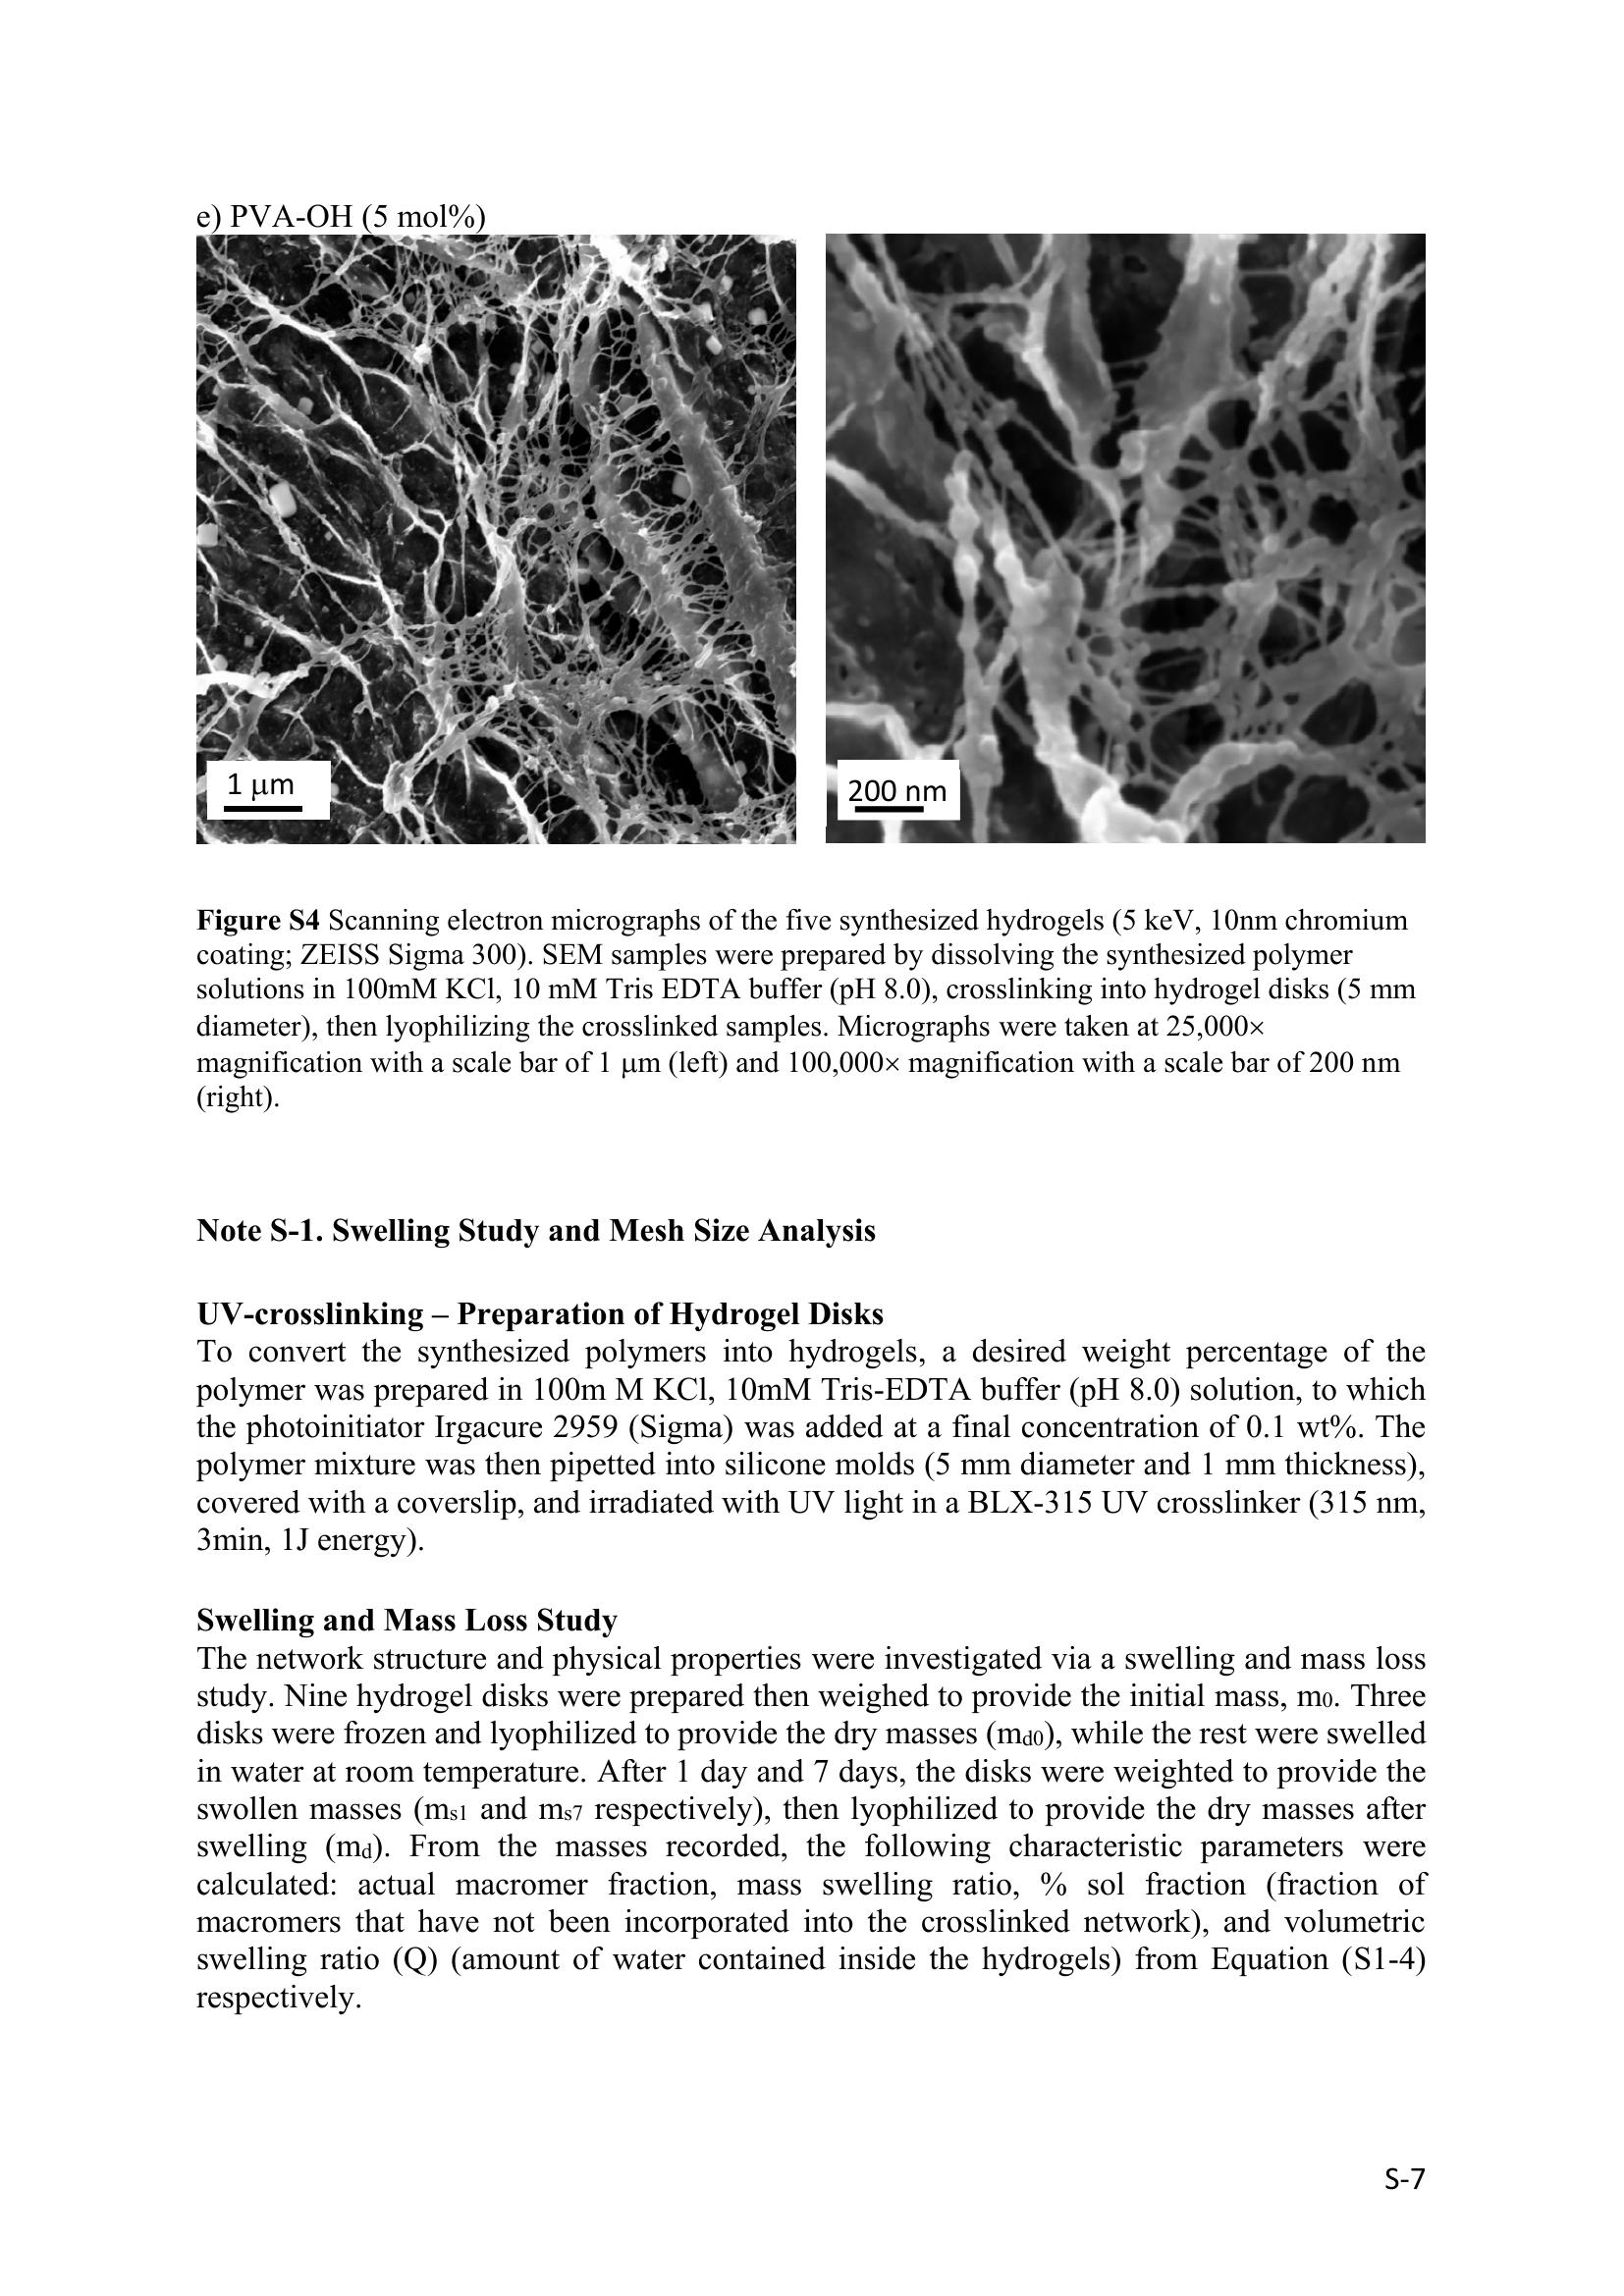 e) PVA-OH (5 mol%)
1 μm
200 nm
Figure S4 Scanning electron micrographs of the five synthesized hydrogels (5 keV, 10nm chromium
coating; ZEISS Sigma 300). SEM samples were prepared by dissolving the synthesized polymer
solutions in 100mM KCl, 10 mM Tris EDTA buffer (pH 8.0), crosslinking into hydrogel disks (5 mm
diameter), then lyophilizing the crosslinked samples. Micrographs were taken at 25,000×
magnification with a scale bar of 1 μm (left) and 100,000× magnification with a scale bar of 200 nm
(right).
Note S-1. Swelling Study and Mesh Size Analysis
UV-crosslinking – Preparation of Hydrogel Disks
To convert the synthesized polymers into hydrogels, a desired weight percentage of the
polymer was prepared in 100m M KCl, 10mM Tris-EDTA buffer (pH 8.0) solution, to which
the photoinitiator Irgacure 2959 (Sigma) was added at a final concentration of 0.1 wt%. The
polymer mixture was then pipetted into silicone molds (5 mm diameter and 1 mm thickness),
covered with a coverslip, and irradiated with UV light in a BLX-315 UV crosslinker (315 nm,
3min, 1J energy).
Swelling and Mass Loss Study
The network structure and physical properties were investigated via a swelling and mass loss
study. Nine hydrogel disks were prepared then weighed to provide the initial mass, m0. Three
disks were frozen and lyophilized to provide the dry masses (md0), while the rest were swelled
in water at room temperature. After 1 day and 7 days, the disks were weighted to provide the
swollen masses (ms1 and ms7 respectively), then lyophilized to provide the dry masses after
swelling (md). From the masses recorded, the following characteristic parameters were
calculated: actual macromer fraction, mass swelling ratio, % sol fraction (fraction of
macromers that have not been incorporated into the crosslinked network), and volumetric
swelling ratio (Q) (amount of water contained inside the hydrogels) from Equation (S1-4)
respectively.
S-7